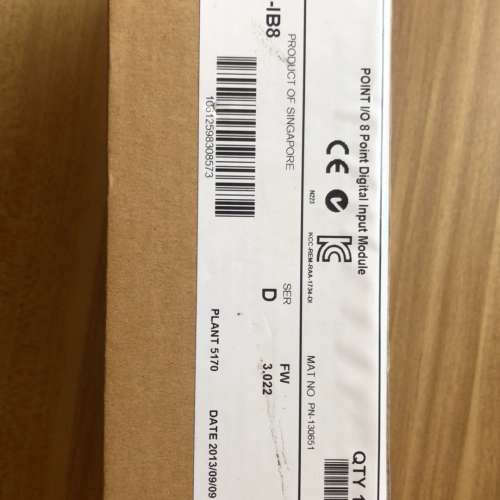 POINT I/O 8 Point Digital Input Module
CE
N223
KCC-REM-RAA-1734-DI
MAT NO PN-130651
QTY 1
-IB8
PRODUCT OF SINGAPORE
SER
D
FW
3.022
10612598308573
PLANT 5170
DATE 2013/09/09